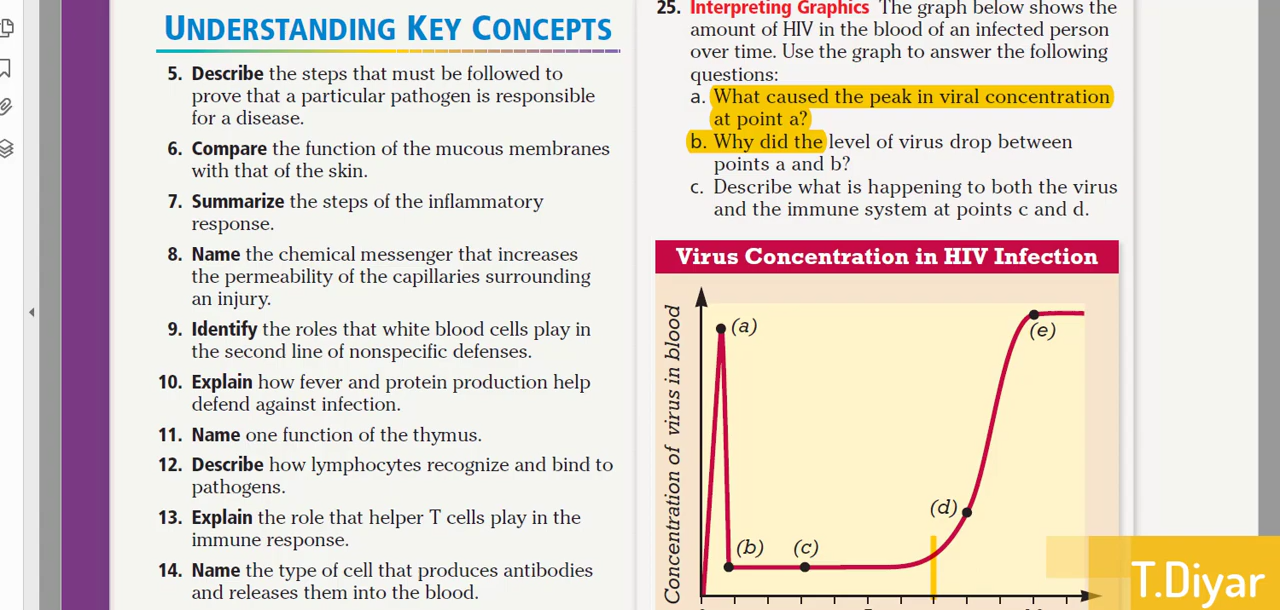 UNDERSTANDING KEY CONCEPTS
5. Describe the steps that must be followed to
prove that a particular pathogen is responsible
for a disease.
6. Compare the function of the mucous membranes
with that of the skin.
7. Summarize the steps of the inflammatory
response.
8. Name the chemical messenger that increases
the permeability of the capillaries surrounding
an injury.
9. Identify the roles that white blood cells play in
the second line of nonspecific defenses.
10. Explain how fever and protein production help
defend against infection.
11. Name one function of the thymus.
12. Describe how lymphocytes recognize and bind to
pathogens.
13. Explain the role that helper T cells play in the
immune response.
14. Name the type of cell that produces antibodies
and releases them into the blood.
25. Interpreting Graphics The graph below shows the
amount of HIV in the blood of an infected person
over time. Use the graph to answer the following
questions:
a. What caused the peak in viral concentration
at point a?
b. Why did the level of virus drop between
points a and b?
c. Describe what is happening to both the virus
and the immune system at points c and d.
Virus Concentration in HIV Infection
Concentration of virus in blood
(a)
(e)
(d)
(b) (c)
T.Diyar